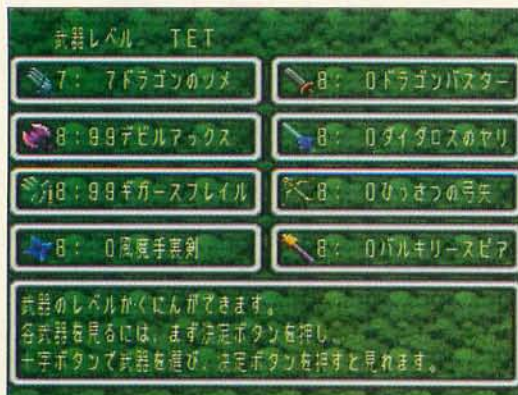 武器レベル TET
7: 7ドラゴンのツメ
8: 0ドラゴンバスター
8:99デビルアックス
8: 0ダイダロスのヤリ
8:99ギガースフレイル
8: 0ひっさつの弓矢
8: 0風魔手裏剣
8: 0バルキリースピア
武器のレベルかくにんができます。
各武器を見るには、まず決定ボタンを押し、
十字ボタンで武器を選び、決定ボタンを押すと見れます。